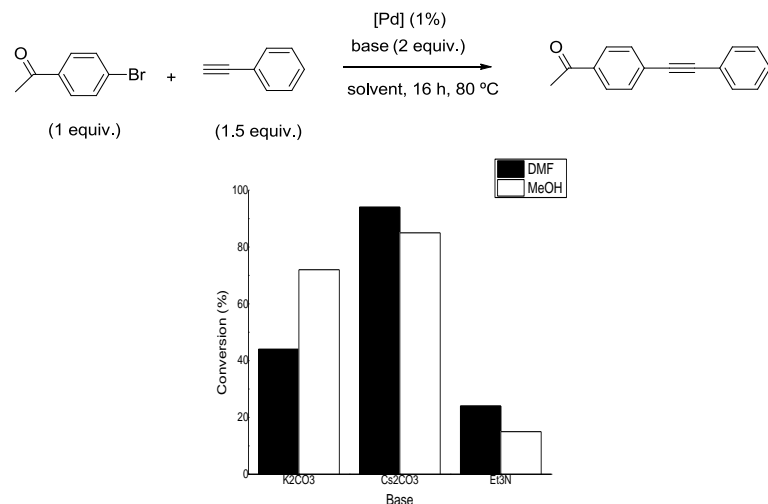 [Pd] (1%)
base (2 equiv.)
solvent, 16 h, 80 ºC
O
Br
+
O
(1 equiv.)
(1.5 equiv.)
DMF
MeOH
100
80
60
40
20
0
Conversion (%)
K2CO3
Cs2CO3
Et3N
Base